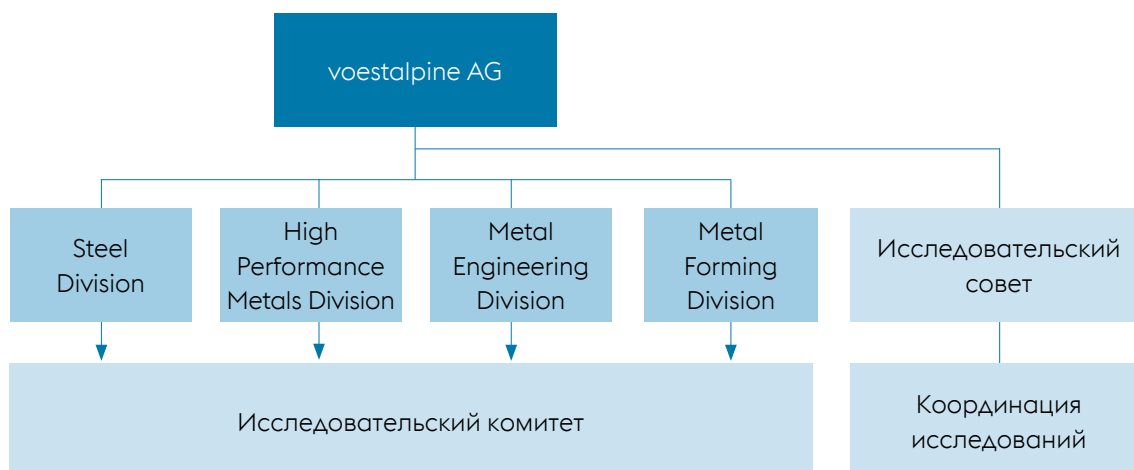 voestalpine AG
Steel
Division
High
Performance
Metals Division
Metal
Engineering
Division
Metal
Forming
Division
Исследовательский
совет
Исследовательский комитет
Координация
исследований